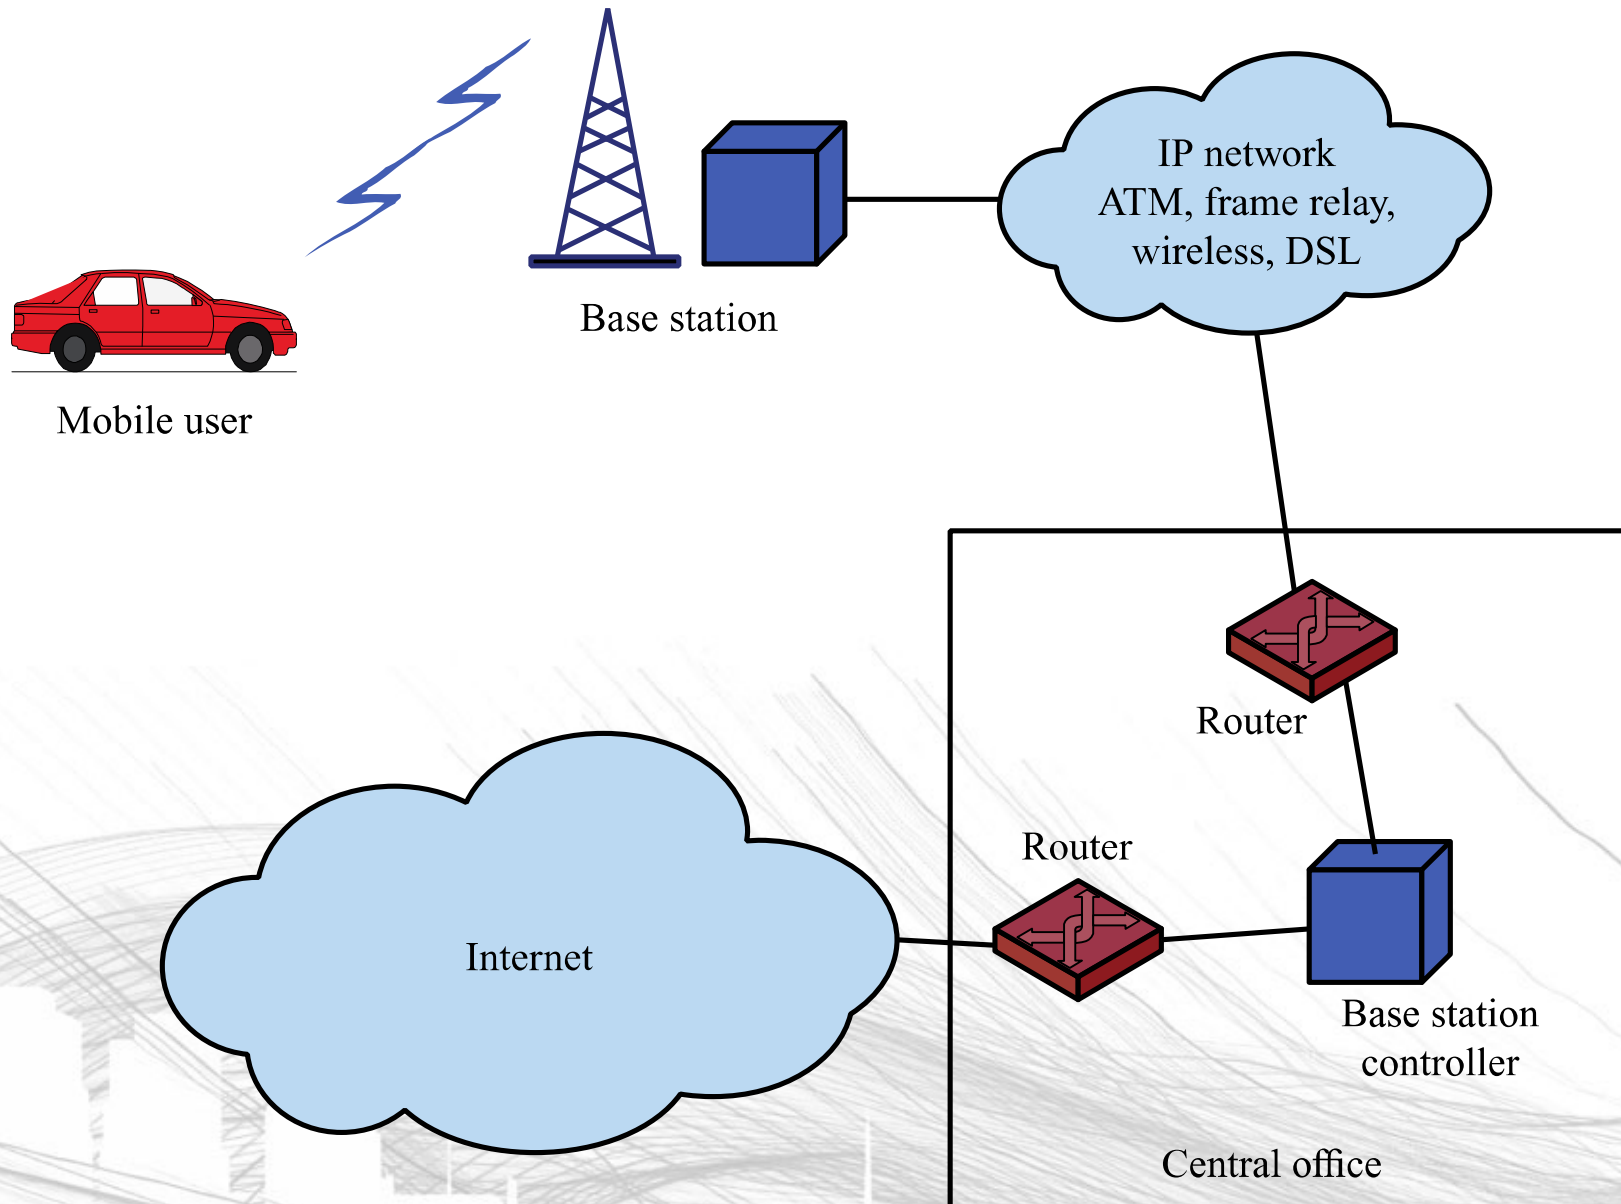 IP network
ATM, frame relay,
wireless, DSL
Base station
Mobile user
Router
Router
Internet
Base station
controller
Central office